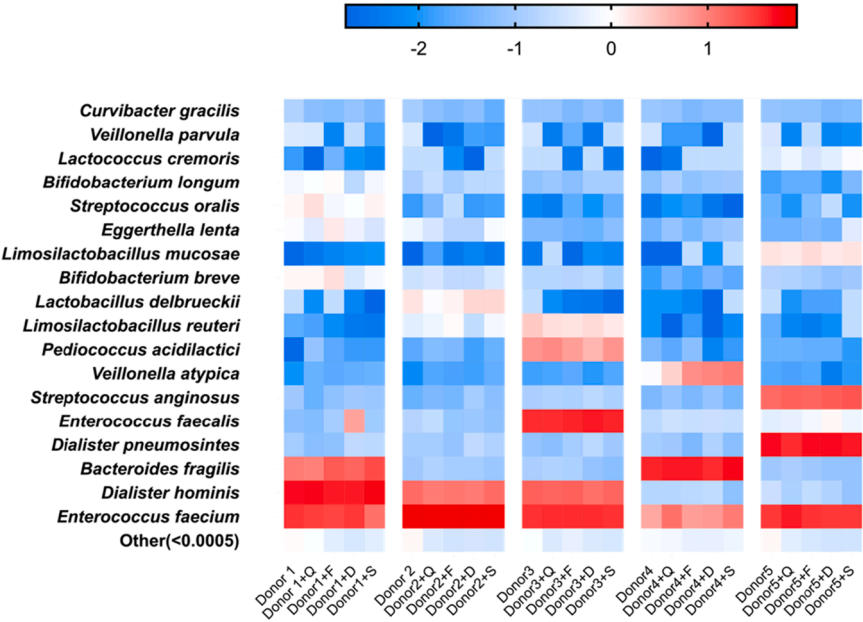 -2 -1 0 1
Curvibacter gracilis
Veillonella parvula
Lactococcus cremoris
Bifidobacterium longum
Streptococcus oralis
Eggerthella lenta
Limosilactobacillus mucosae
Bifidobacterium breve
Lactobacillus delbrueckii
Limosilactobacillus reuteri
Pediococcus acidilactici
Veillonella atypica
Streptococcus anginosus
Enterococcus faecalis
Dialister pneumosintes
Bacteroides fragilis
Dialister hominis
Enterococcus faecium
Other(<0.0005)
Donor 1
Donor 1+Q
Donor1+F
Donor1+D
Donor1+S
Donor 2
Donor2+Q
Donor2+F
Donor2+D
Donor2+S
Donor3
Donor3+Q
Donor3+F
Donor3+D
Donor3+S
Donor4
Donor4+Q
Donor4+F
Donor4+D
Donor4+S
Donor5
Donor5+Q
Donor5+F
Donor5+D
Donor5+S